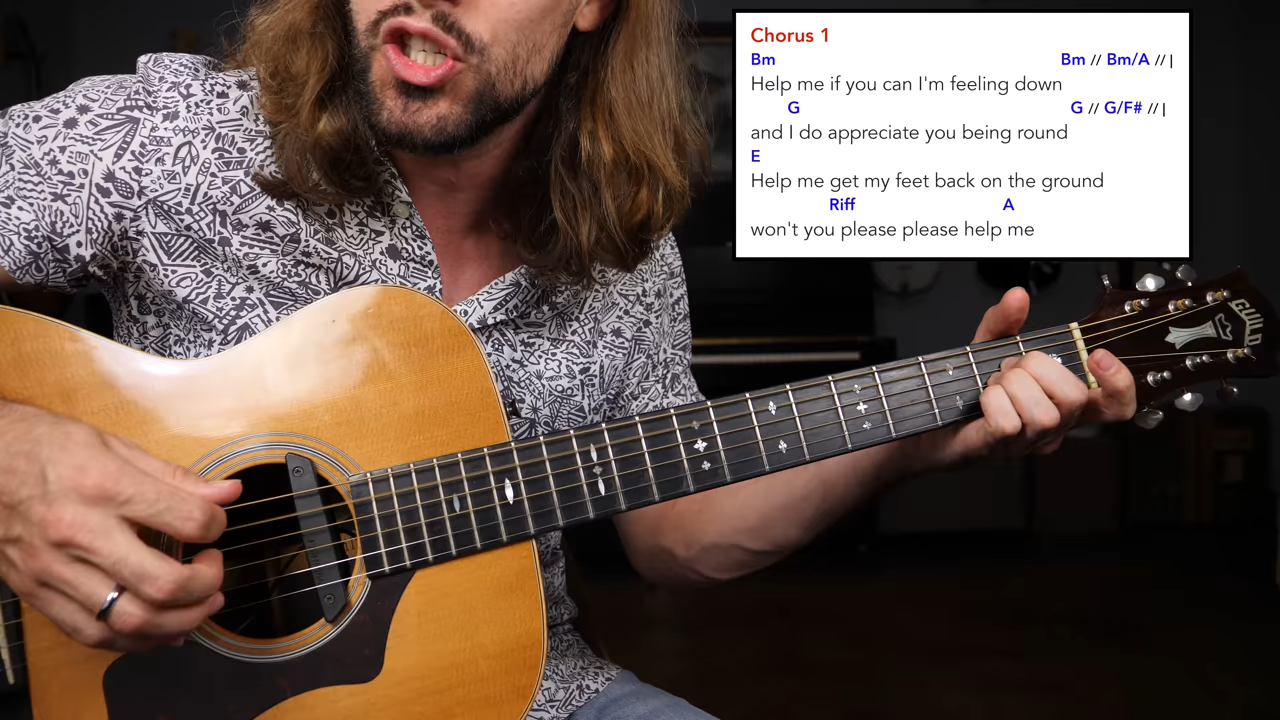 Chorus 1
Bm Bm // Bm/A // |
Help me if you can I'm feeling down
G G // G/F# // |
and I do appreciate you being round
E
Help me get my feet back on the ground
Riff A
won't you please please help me
GUILD